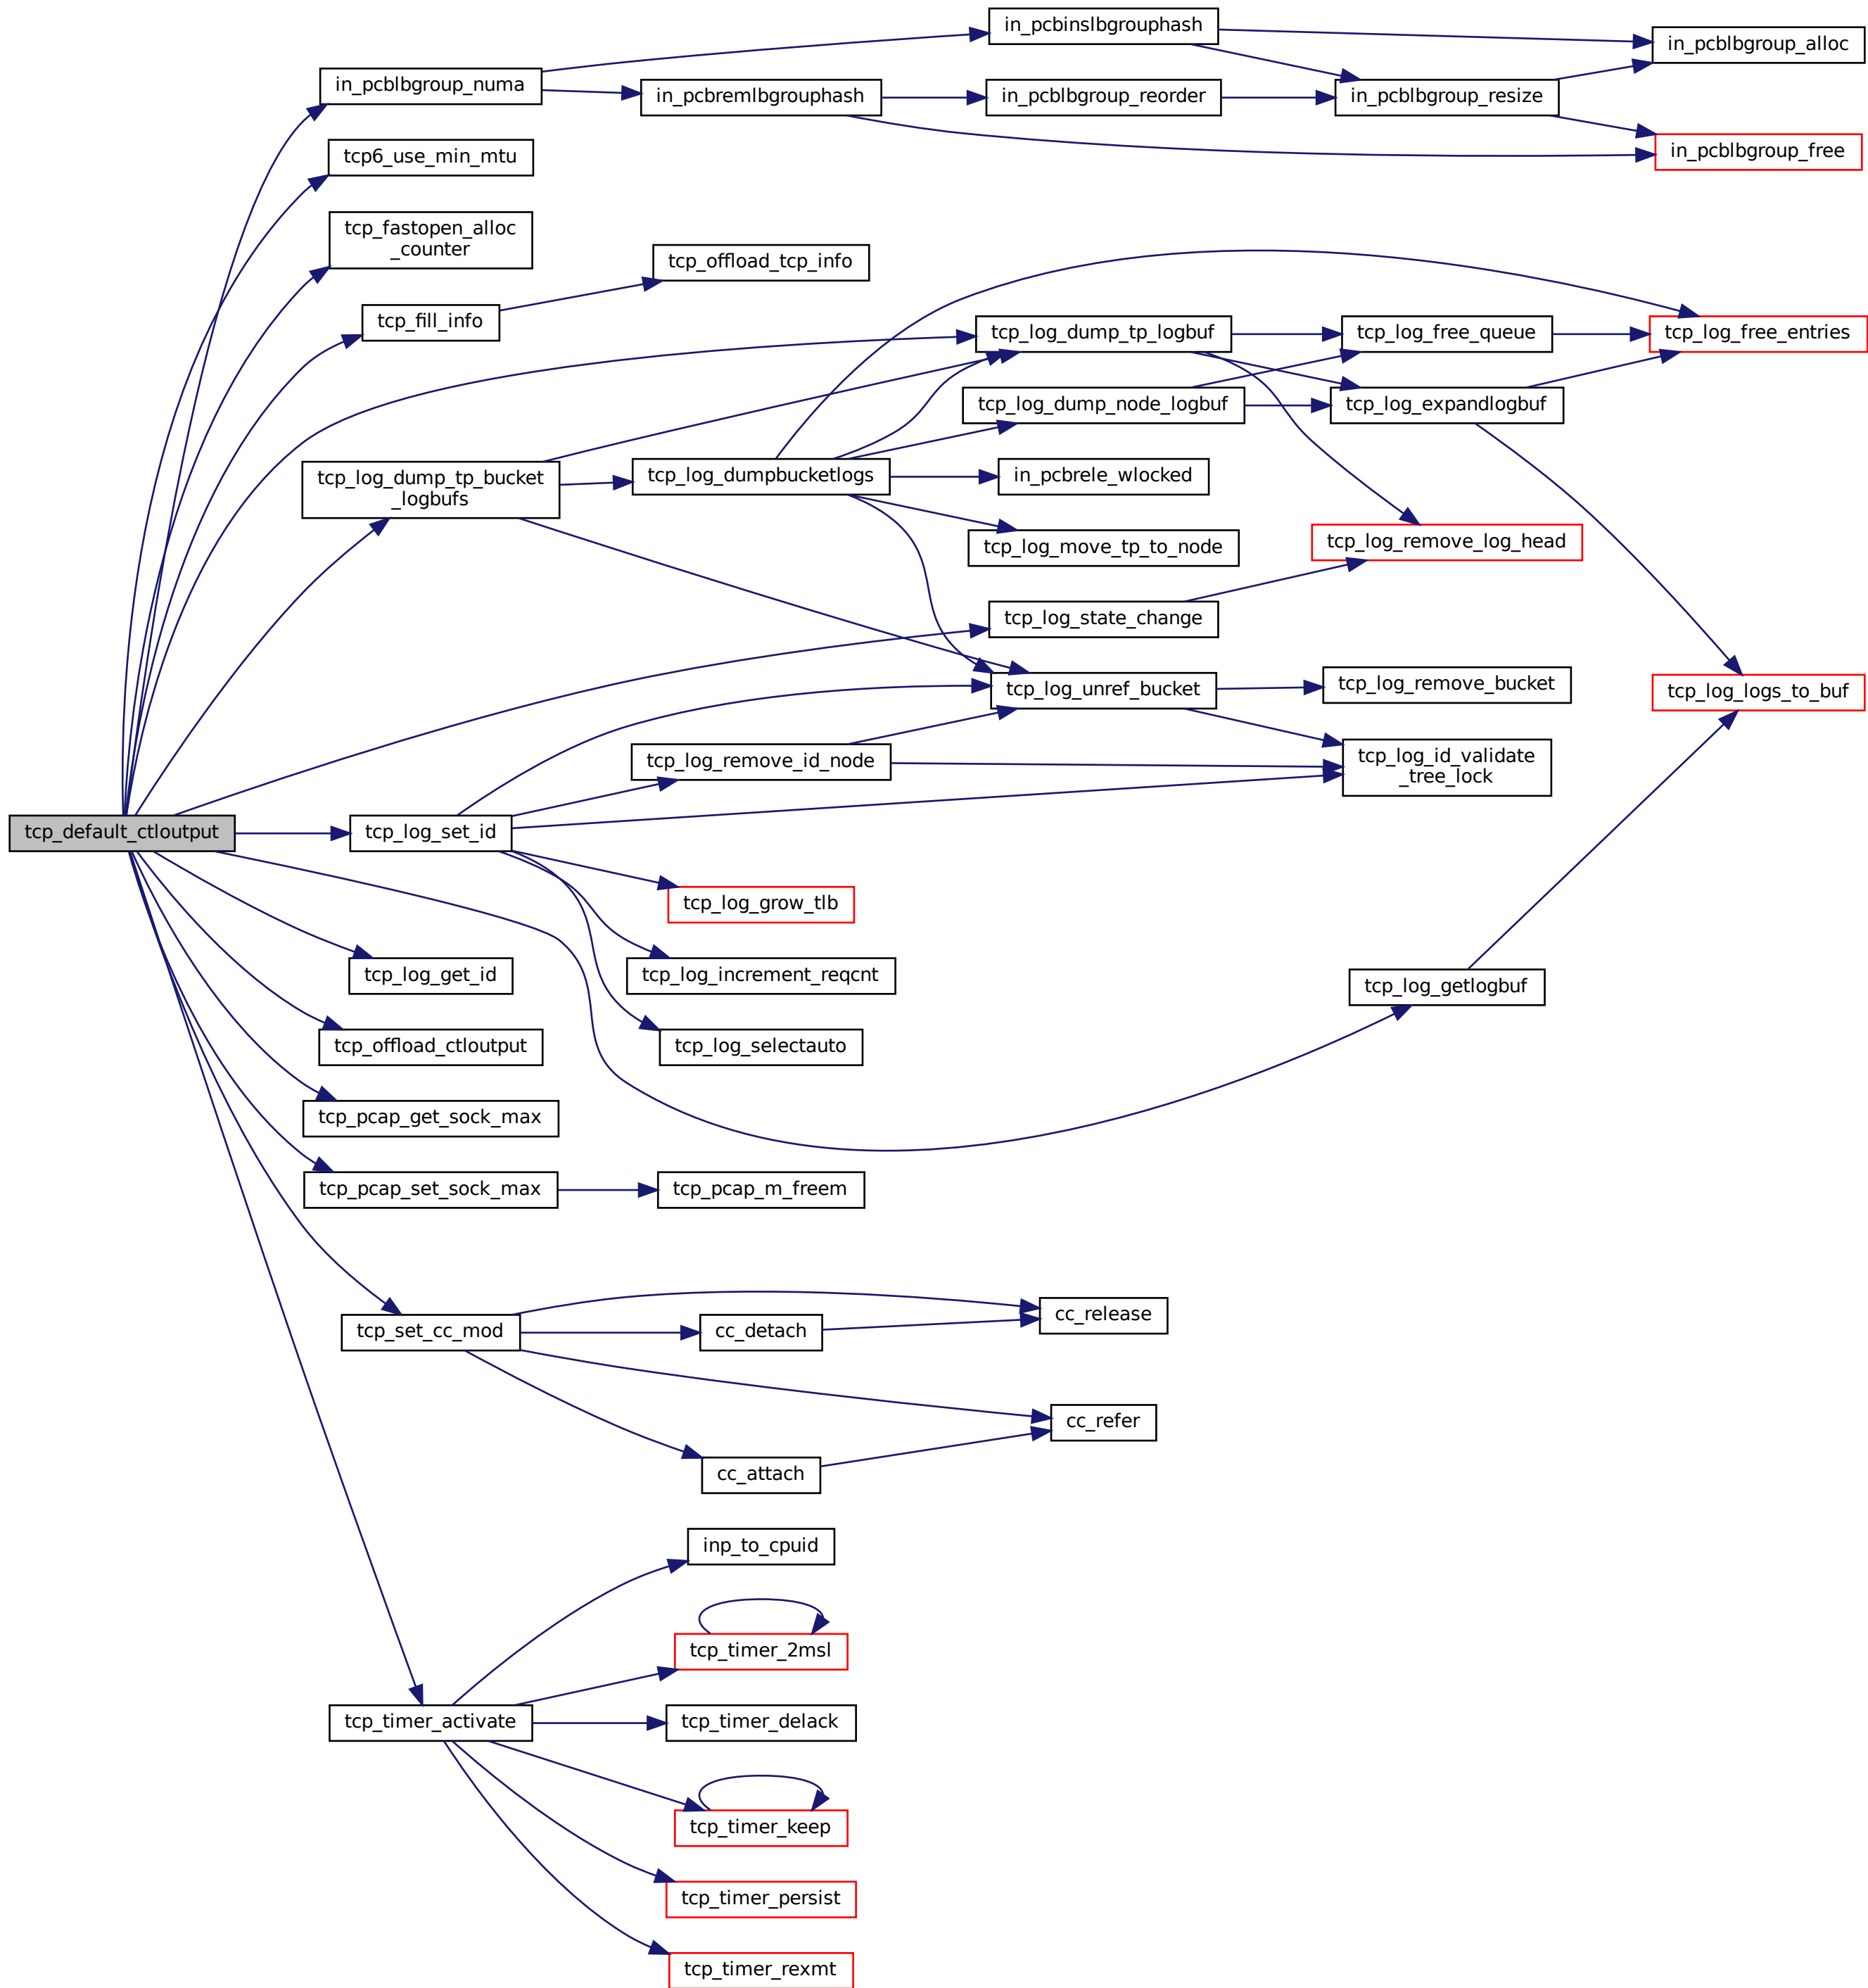 in_pcbinslbgrouphash
in_pcblbgroup_alloc
in_pcblbgroup_numa
in_pcbremlbgrouphash
in_pcblbgroup_reorder
in_pcblbgroup_resize
in_pcblbgroup_free
tcp6_use_min_mtu
tcp_fastopen_alloc
_counter
tcp_offload_tcp_info
tcp_fill_info
tcp_log_dump_tp_logbuf
tcp_log_free_queue
tcp_log_free_entries
tcp_log_dump_node_logbuf
tcp_log_expandlogbuf
tcp_log_dump_tp_bucket
_logbufs
tcp_log_dumpbucketlogs
in_pcbrele_wlocked
tcp_log_move_tp_to_node
tcp_log_remove_log_head
tcp_log_state_change
tcp_log_unref_bucket
tcp_log_remove_bucket
tcp_log_logs_to_buf
tcp_log_remove_id_node
tcp_log_id_validate
_tree_lock
tcp_default_ctloutput
tcp_log_set_id
tcp_log_grow_tlb
tcp_log_get_id
tcp_log_increment_reqcnt
tcp_log_getlogbuf
tcp_offload_ctloutput
tcp_log_selectauto
tcp_pcap_get_sock_max
tcp_pcap_set_sock_max
tcp_pcap_m_freem
tcp_set_cc_mod
cc_detach
cc_release
cc_refer
cc_attach
inp_to_cpuid
tcp_timer_2msl
tcp_timer_activate
tcp_timer_delack
tcp_timer_keep
tcp_timer_persist
tcp_timer_rexmt